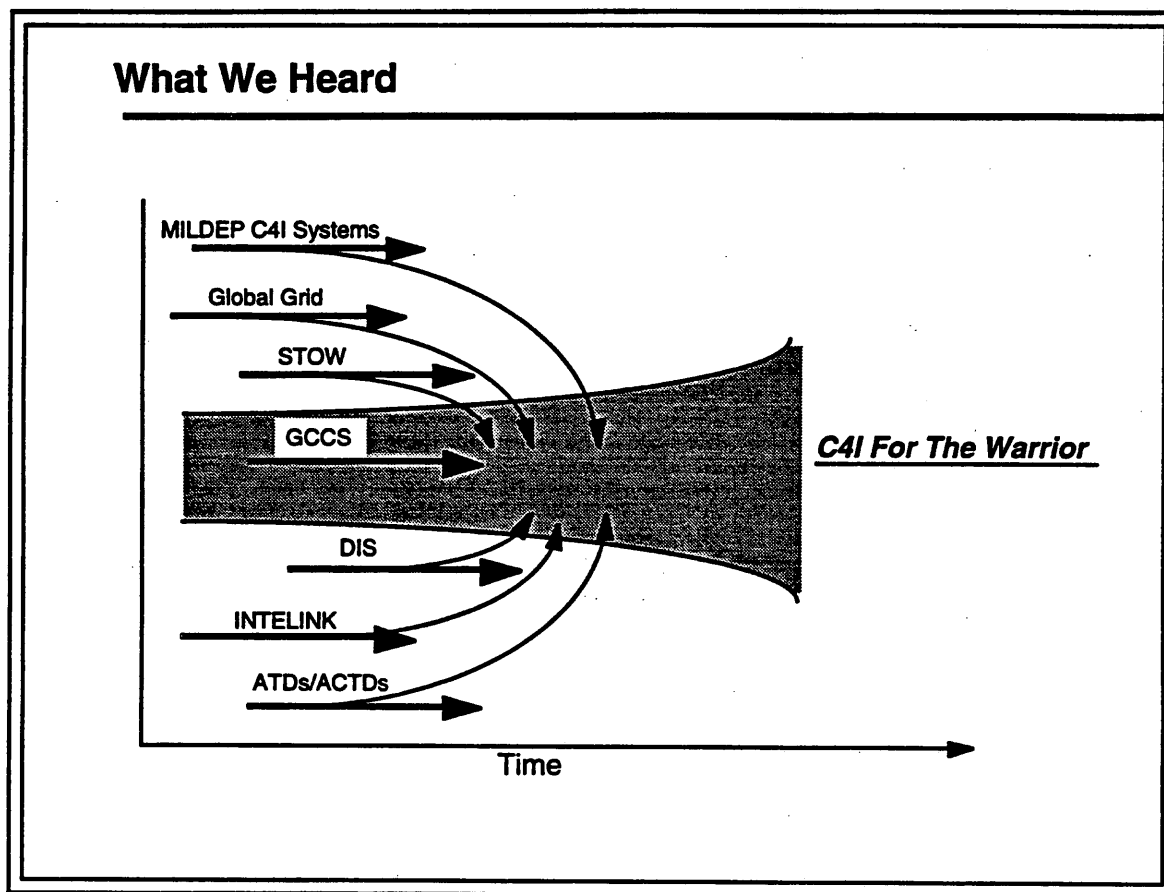 What We Heard
MILDEP C4I Systems
Global Grid
STOW
GCCS
C4I For The Warrior
DIS
INTELINK
ATDs/ACTDs
Time